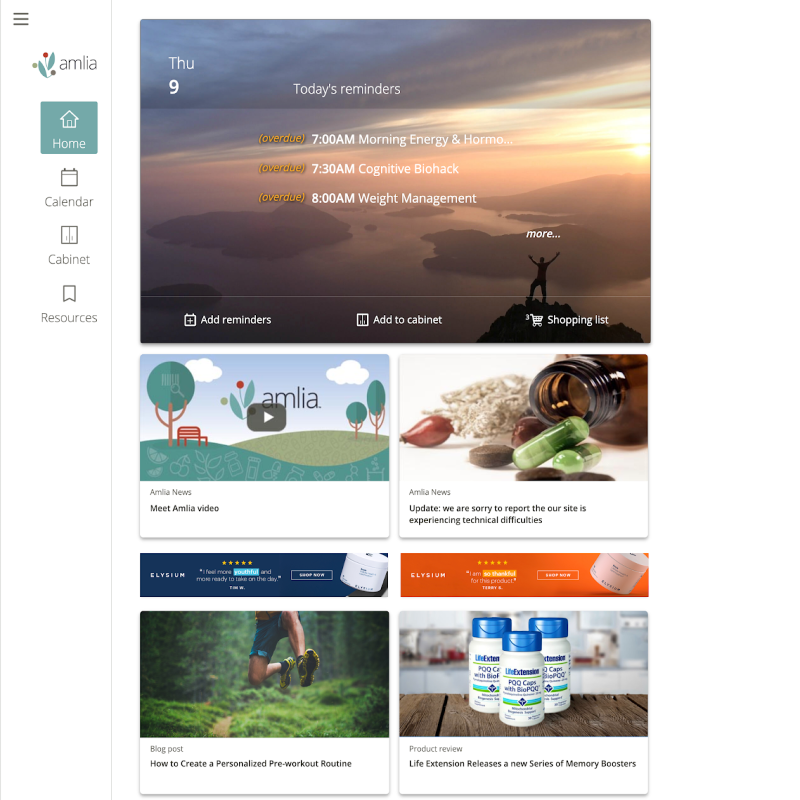 amlia
Home
Calendar
Cabinet
Resources
Thu
9
Today's reminders
(overdue) 7:00AM Morning Energy & Hormo...
(overdue) 7:30AM Cognitive Biohack
(overdue) 8:00AM Weight Management
more...
Add reminders
Add to cabinet
3 Shopping list
amlia
Amlia News
Meet Amlia video
Amlia News
Update: we are sorry to report the our site is
experiencing technical difficulties
ELYSIUM
"I feel more youthful and
more ready to take on the day."
TIM W.
SHOP NOW
ELYSIUM
"I am so thankful
for this product."
TERRY D.
SHOP NOW
LifeExtension
PQQ Caps
with BioPQQ
Blog post
How to Create a Personalized Pre-workout Routine
Product review
Life Extension Releases a new Series of Memory Boosters